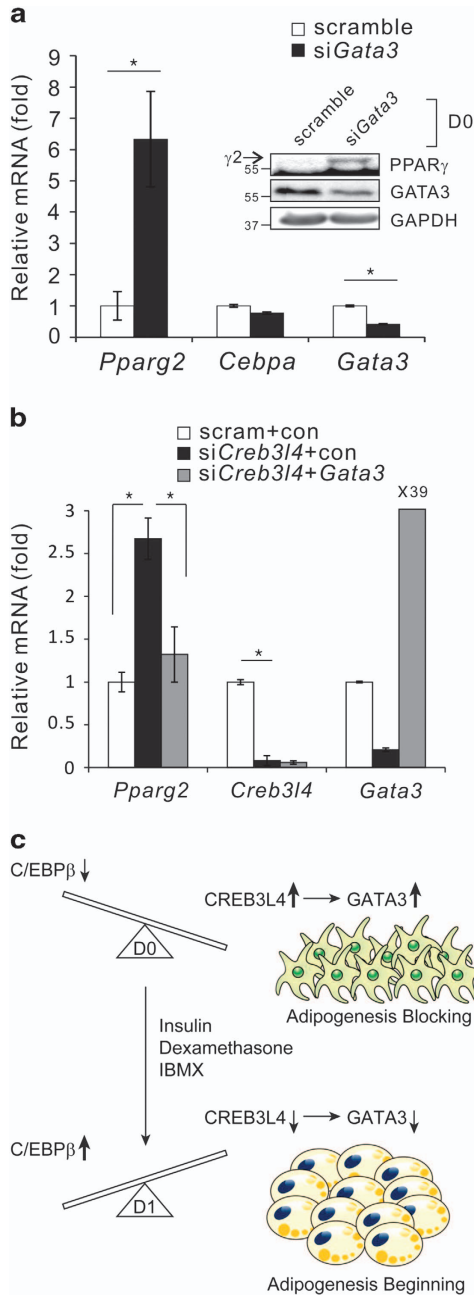 a
scramble
siGata3
Relative mRNA (fold)
9
8
7
6
5
4
3
2
1
0
*
*
Pparg2 Cebpa Gata3
scramble
siGata3
D0
γ2
55
PPARγ
55
GATA3
37
GAPDH
b
scram+con
siCreb3l4+con
siCreb3l4+Gata3
Relative mRNA (fold)
3
2.5
2
1.5
1
0.5
0
* *
*
X39
Pparg2 Creb3l4 Gata3
c
C/EBPβ
CREB3L4 GATA3
D0
Adipogenesis Blocking
Insulin
Dexamethasone
IBMX
CREB3L4 GATA3
C/EBPβ
D1
Adipogenesis Beginning